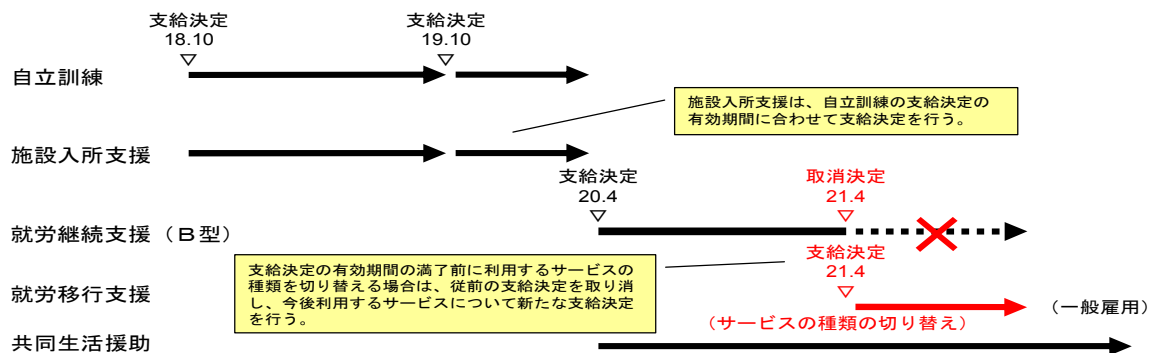 支給決定
18.10
▽
支給決定
19.10
▽
自立訓練
施設入所支援は、自立訓練の支給決定の
有効期間に合わせて支給決定を行う。
施設入所支援
支給決定
20.4
▽
取消決定
21.4
▽
就労継続支援（Ｂ型）
支給決定の有効期間の満了前に利用するサービスの
種類を切り替える場合は、従前の支給決定を取り消
し、今後利用するサービスについて新たな支給決定
を行う。
支給決定
21.4
▽
就労移行支援
（一般雇用）
（サービスの種類の切り替え）
共同生活援助